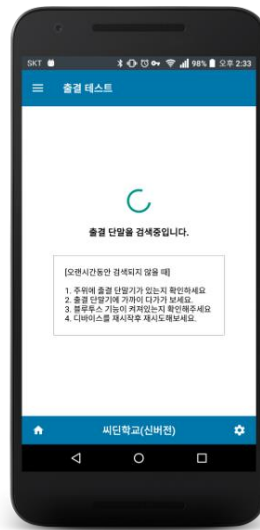 SKT 98% 오후 2:33
출결 테스트
출결 단말을 검색중입니다.
[오랜시간동안 검색되지 않을 때]
1. 주위에 출결 단말기가 있는지 확인하세요
2. 출결 단말기에 가까이 다가가 보세요.
3. 블루투스 기능이 켜져있는지 확인해주세요
4. 디바이스를 재시작후 재시도해보세요.
씨딘학교(신버전)